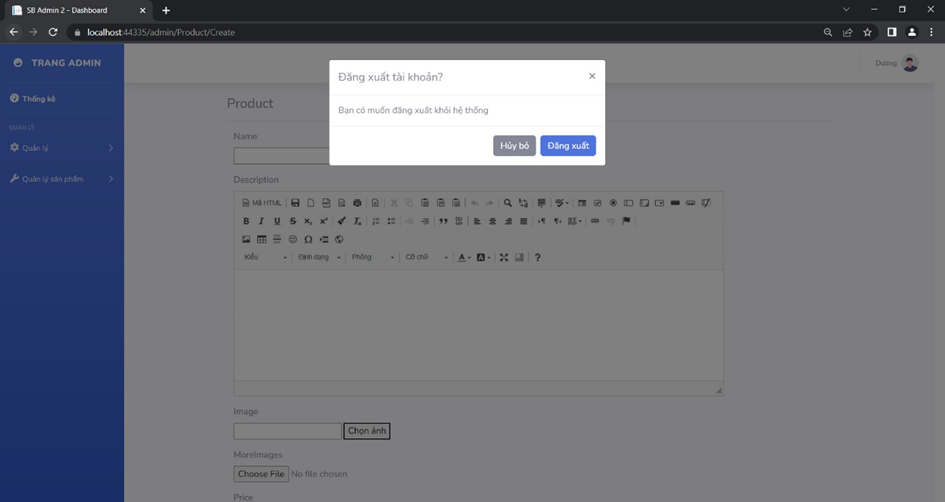 SB Admin 2 - Dashboard
localhost:44335/admin/Product/Create
TRANG ADMIN
Dương
Thống kê
QUẢN LÝ
Quản lý
Quản lý sản phẩm
Đăng xuất tài khoản?
Bạn có muốn đăng xuất khỏi hệ thống
Hủy bỏ
Đăng xuất
Product
Name
Description
Mã HTML
Kiểu
Định dạng
Phông
Cỡ chữ
Image
Chọn ảnh
MoreImages
Choose File No file chosen
Price